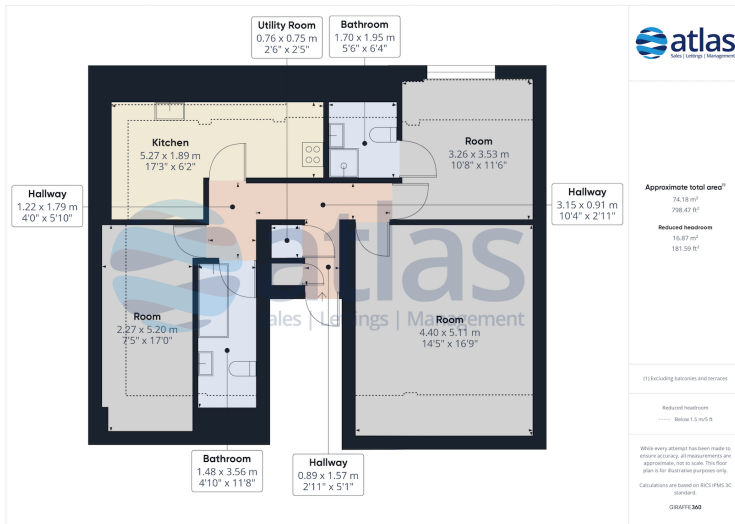 Utility Room
0.76 x 0.75 m
2'6" x 2'5"
Bathroom
1.70 x 1.95 m
5'6" x 6'4"
Kitchen
5.27 x 1.89 m
17'3" x 6'2"
Room
3.26 x 3.53 m
10'8" x 11'6"
Hallway
1.22 x 1.79 m
4'0" x 5'10"
Hallway
3.15 x 0.91 m
10'4" x 2'11"
atlas
Sales | Lettings | Management
Room
2.27 x 5.20 m
7'5" x 17'0"
Room
4.40 x 5.11 m
14'5" x 16'9"
Bathroom
1.48 x 3.56 m
4'10" x 11'8"
Hallway
0.89 x 1.57 m
2'11" x 5'1"
atlas
Sales | Lettings | Management
Approximate total area(1)
74.18 m²
798.47 ft²
Reduced headroom
16.87 m²
181.59 ft²
(1) Excluding balconies and terraces
Reduced headroom
Below 1.5 m/5 ft
While every attempt has been made to
ensure accuracy, all measurements are
approximate, not to scale. This floor
plan is for illustrative purposes only.
Calculations are based on RICS IPMS 3C
standard.
GIRAFFE360